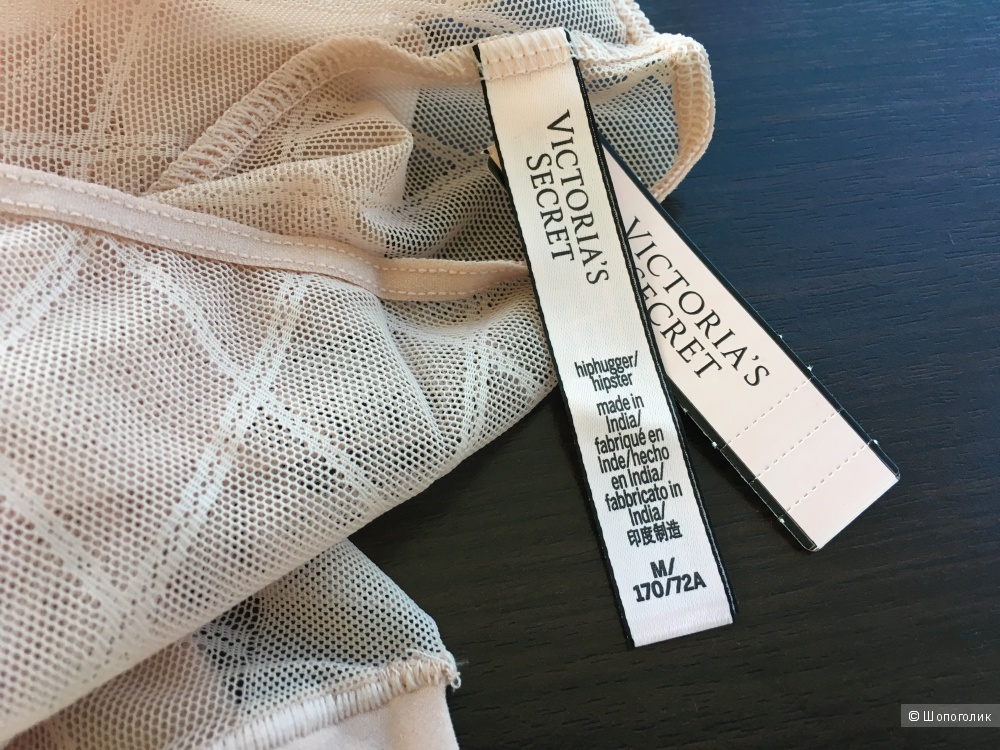 VICTORIA'S
SECRET
hiphugger/
hipster
made in
India/
fabriqué en
Inde/hecho
en India/
fabbricato in
India/
印度制造
M/
170/72A
VICTORIA'S
SECRET
© Шопоголик